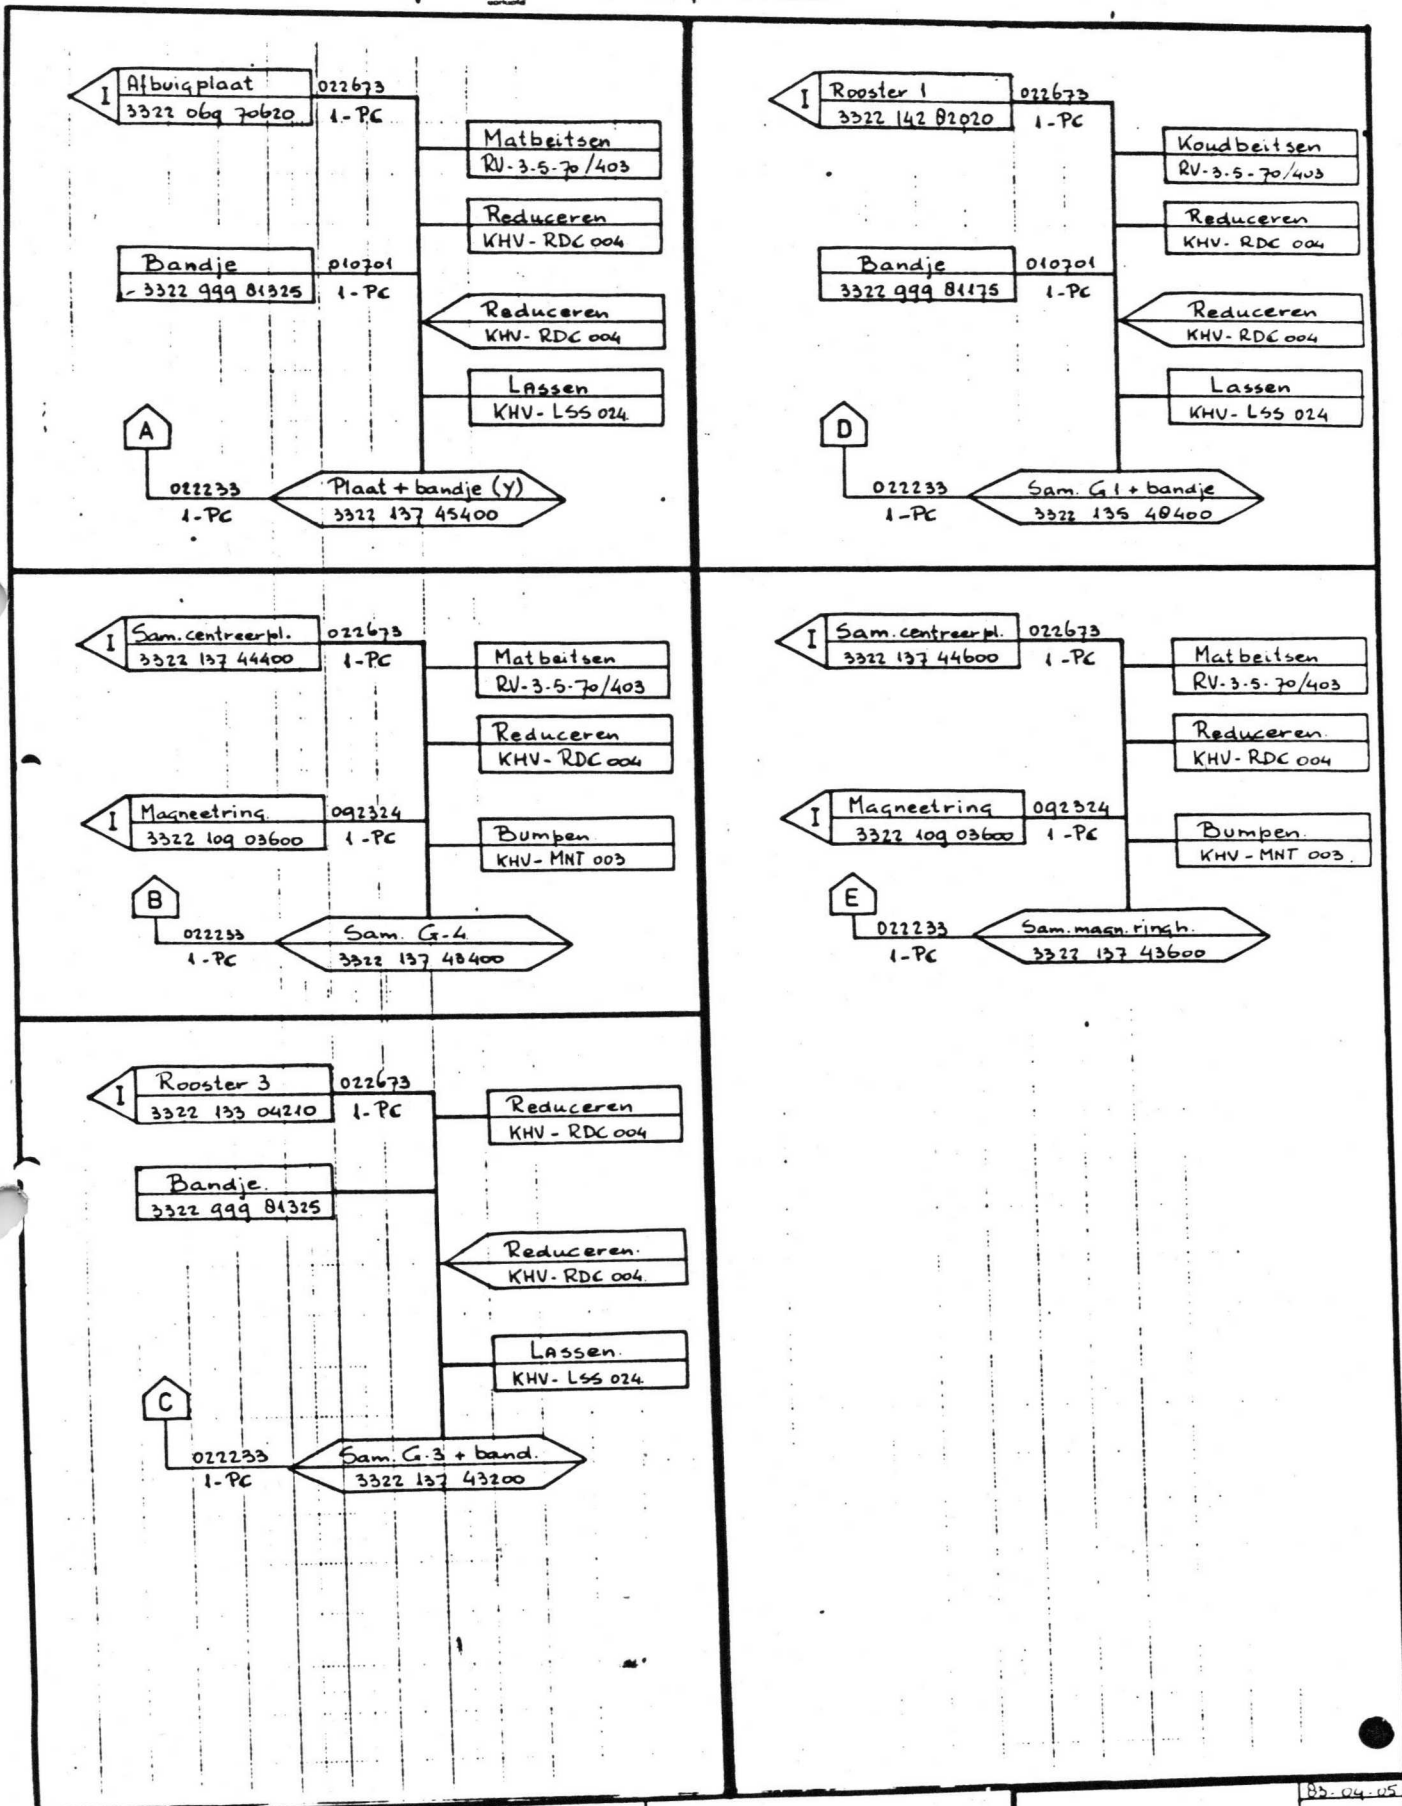 I
Afbuigplaat
3322 069 70620
022673
1-PC
Matbeitsen
RV-3-5-70/403
Reduceren
KHV-RDC 004
Bandje
- 3322 999 81325
010701
1-PC
Reduceren
KHV-RDC 004
Lassen
KHV-LSS 024
A
022233
1-PC
Plaat + bandje (y)
3322 137 45400
I
Rooster 1
3322 142 82020
022673
1-PC
Koudbeitsen
RV-3-5-70/403
Reduceren
KHV-RDC 004
Bandje
3322 999 81175
010701
1-PC
Reduceren
KHV-RDC 004
Lassen
KHV-LSS 024
D
022233
1-PC
Sam. G1 + bandje
3322 135 48400
I
Sam. centreerpl.
3322 137 44400
022673
1-PC
Matbeitsen
RV-3-5-70/403
Reduceren
KHV-RDC 004
I
Magneetring.
3322 109 03600
092324
1-PC
Bumpen.
KHV-MNT 003
B
022233
1-PC
Sam. G-4.
3322 137 43400
I
Sam. centreerpl.
3322 137 44600
022673
1-PC
Matbeitsen
RV-3-5-70/403
Reduceren.
KHV-RDC 004
I
Magneetring
3322 109 03600
092324
1-PC
Bumpen.
KHV-MNT 003.
E
022233
1-PC
Sam. magn. ringh.
3322 137 43600
I
Rooster 3
3322 133 04210
022673
1-PC
Reduceren
KHV-RDC 004
Bandje.
3322 999 81325
Reduceren.
KHV-RDC 004.
Lassen.
KHV-LSS 024
C
022233
1-PC
Sam. G.3 + band.
3322 137 43200
83-04-05